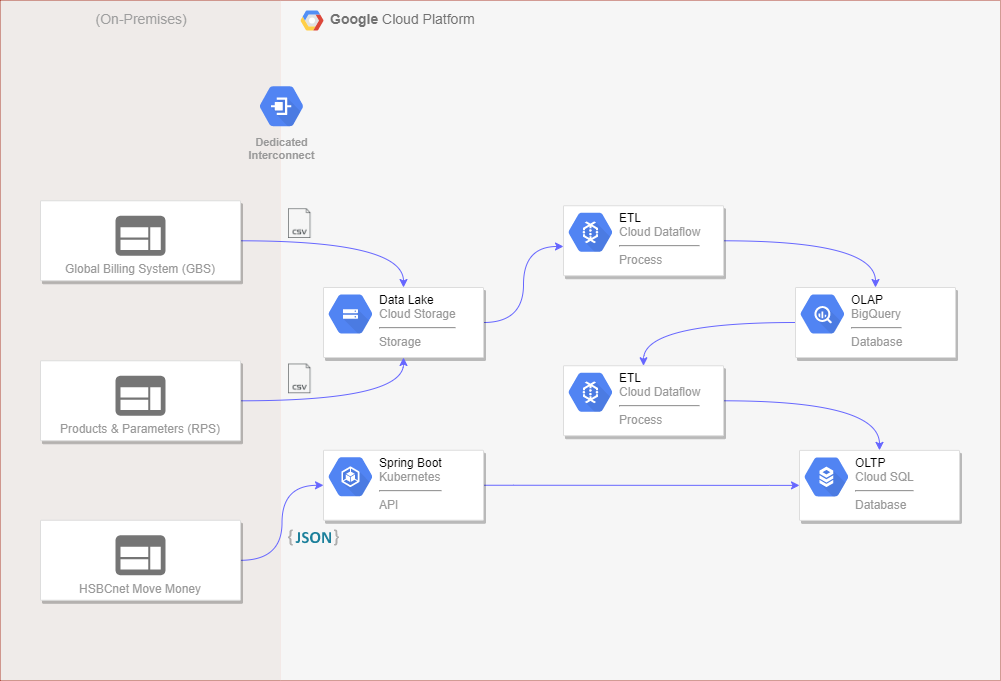 (On-Premises)
Google Cloud Platform
Dedicated
Interconnect
CSV
Global Billing System (GBS)
Data Lake
Cloud Storage
Storage
ETL
Cloud Dataflow
Process
OLAP
BigQuery
Database
CSV
Products & Parameters (RPS)
ETL
Cloud Dataflow
Process
Spring Boot
Kubernetes
API
OLTP
Cloud SQL
Database
{JSON}
HSBCnet Move Money